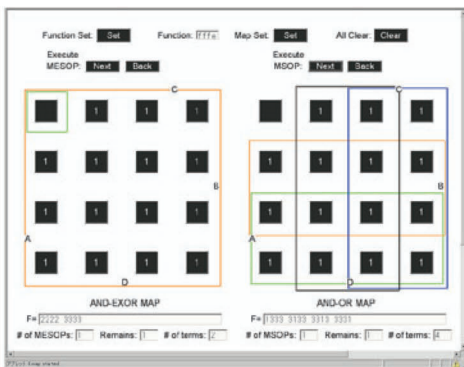 Function Set: Set Function: fffe Map Set: Set All Clear: Clear
Execute Execute
MESOP: Next Back MSOP: Next Back
C C
1 1 1 1 1 1
1 1 1 1 1 1 1 1
B B
1 1 1 1 1 1 1 1
A A
1 1 1 1 1 1 1 1
D D
AND-EXOR MAP AND-OR MAP
F= 2222 3333 F= 1333 3133 3313 3331
# of MESOPs: 1 Remains: 1 # of terms: 2 # of MSOPs: 1 Remains: 1 # of terms: 4